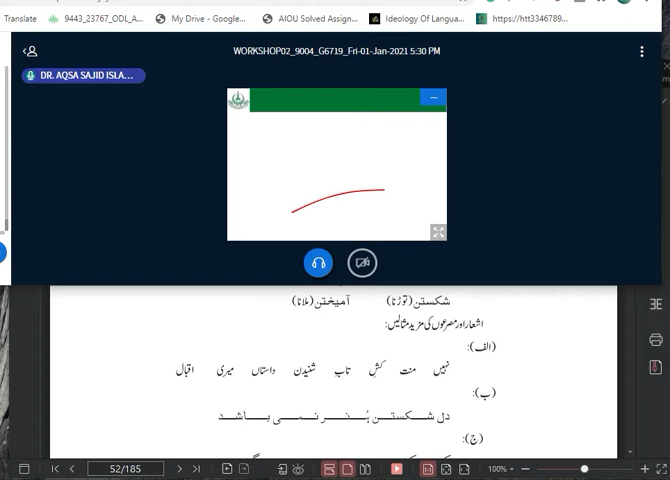 Translate 9443_23767_ODL_A... My Drive - Google... AIOU Solved Assign... Ideology Of Langua... https://htt3346789...
WORKSHOP02_9004_G6719_Fri-01-Jan-2021 5:30 PM
DR. AQSA SAJID ISLA...
شکستن(توڑنا) آمیختن(ملانا)
اشعار اور مصرعوں کی مزید مثالیں:
(الف):
نہیں منت کشِ تابِ شنیدن داستاں میری اقبال
(ب):
دل شکستن ہُنر نمی باشد
(ج):
52/185
100%